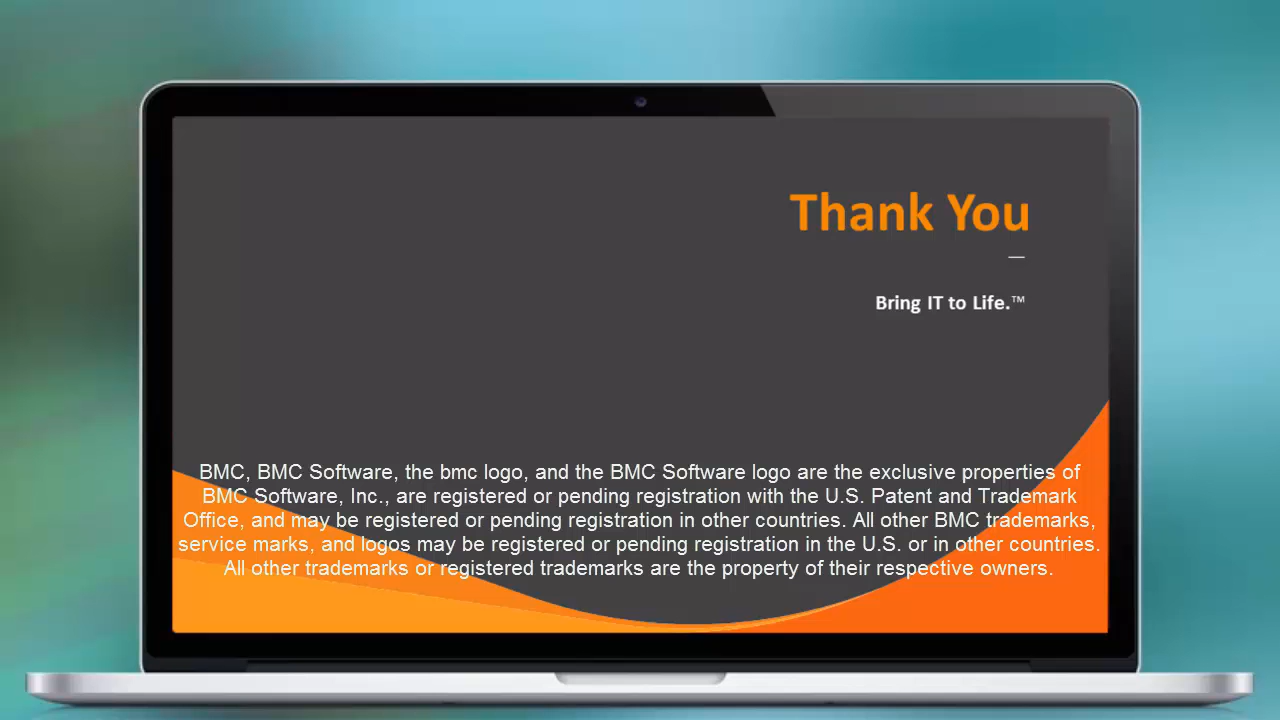 Thank You
—
Bring IT to Life.™
BMC, BMC Software, the bmc logo, and the BMC Software logo are the exclusive properties of
BMC Software, Inc., are registered or pending registration with the U.S. Patent and Trademark
Office, and may be registered or pending registration in other countries. All other BMC trademarks,
service marks, and logos may be registered or pending registration in the U.S. or in other countries.
All other trademarks or registered trademarks are the property of their respective owners.